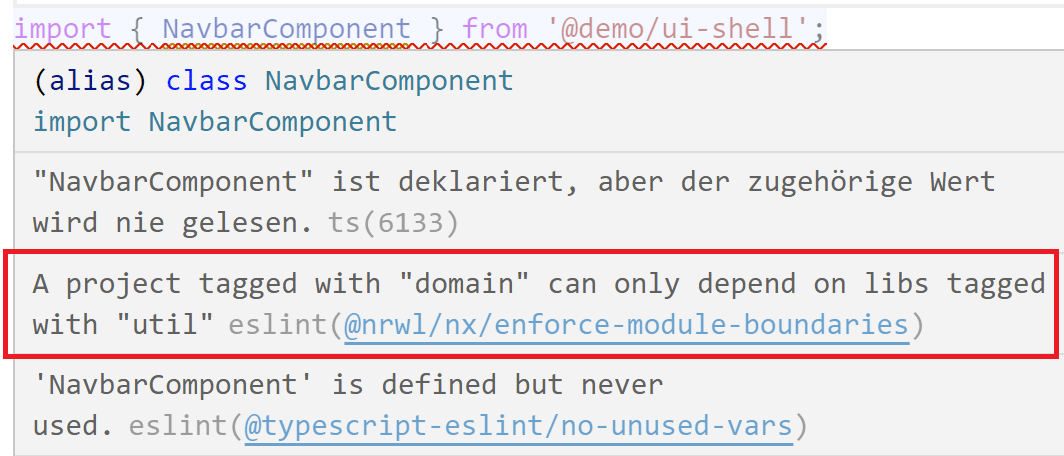 import { NavbarComponent } from '@demo/ui-shell';
(alias) class NavbarComponent
import NavbarComponent
"NavbarComponent" ist deklariert, aber der zugehörige Wert
wird nie gelesen. ts(6133)
A project tagged with "domain" can only depend on libs tagged
with "util" eslint(@nrwl/nx/enforce-module-boundaries)
'NavbarComponent' is defined but never
used. eslint(@typescript-eslint/no-unused-vars)